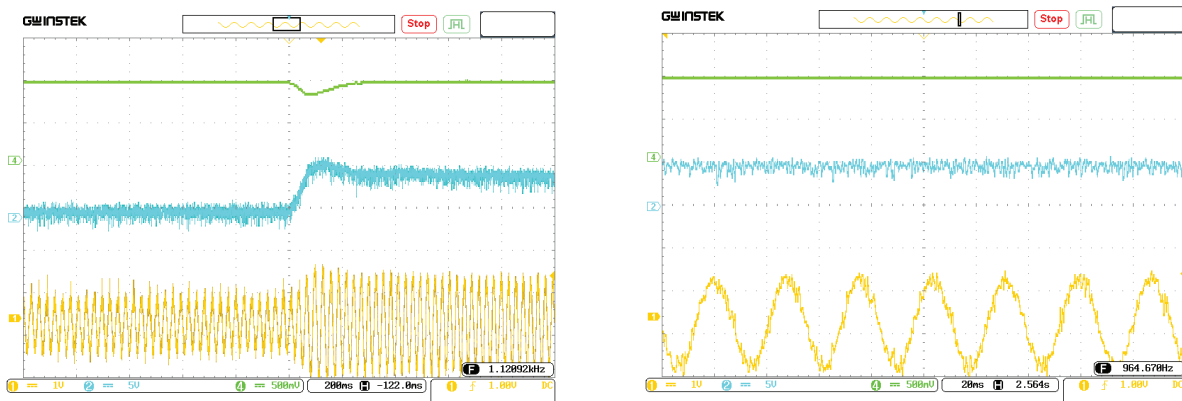 GWINSTEK Stop
4
2
1
F 1.12092kHz
1 1V 2 5V 4 500mV 200ms H -122.0ms 1 1.00V DC
GWINSTEK Stop
4
2
1
F 964.670Hz
1 1V 2 5V 4 500mV 20ms H 2.564s 1 1.00V DC